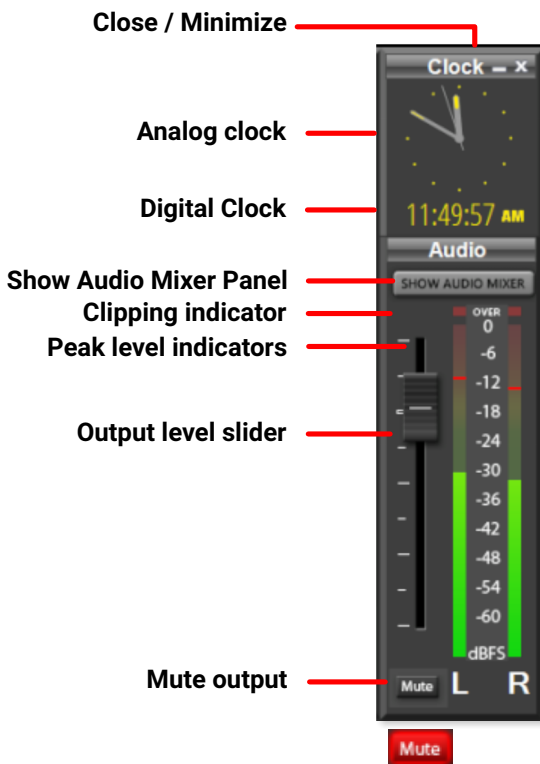 Close / Minimize
Clock
Analog clock
Digital Clock
11:49:57 AM
Audio
Show Audio Mixer Panel
SHOW AUDIO MIXER
Clipping indicator
OVER
0
Peak level indicators
-6
-12
-18
Output level slider
-24
-30
-36
-42
-48
-54
-60
dBFS
Mute output
Mute L R
Mute